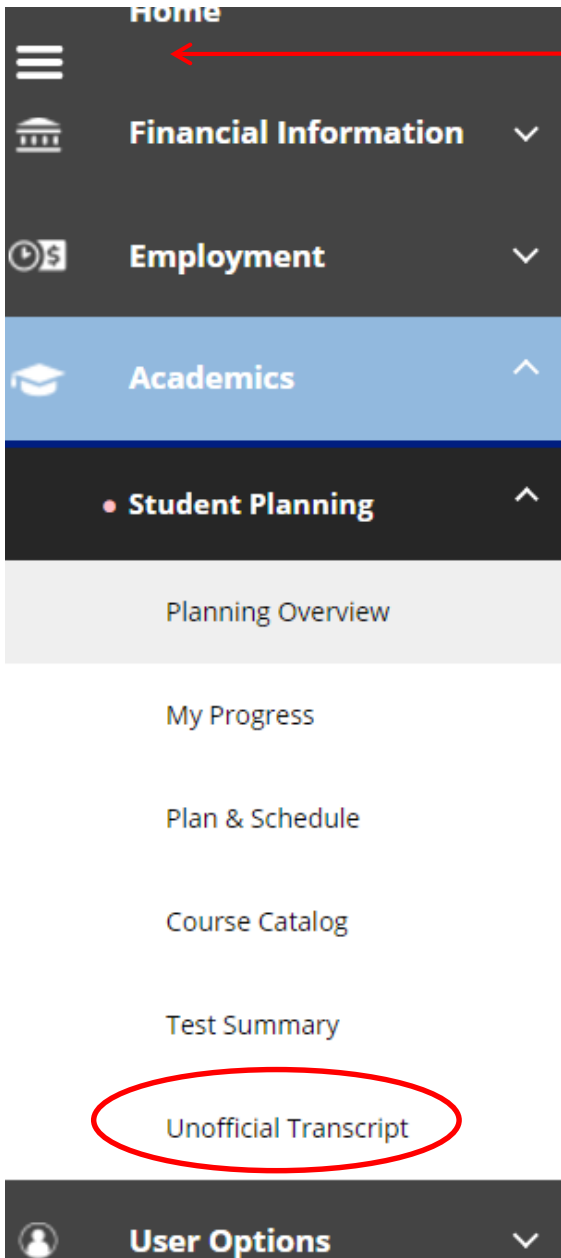 Home
Financial Information
$
Employment
Academics
• Student Planning
Planning Overview
My Progress
Plan & Schedule
Course Catalog
Test Summary
Unofficial Transcript
User Options